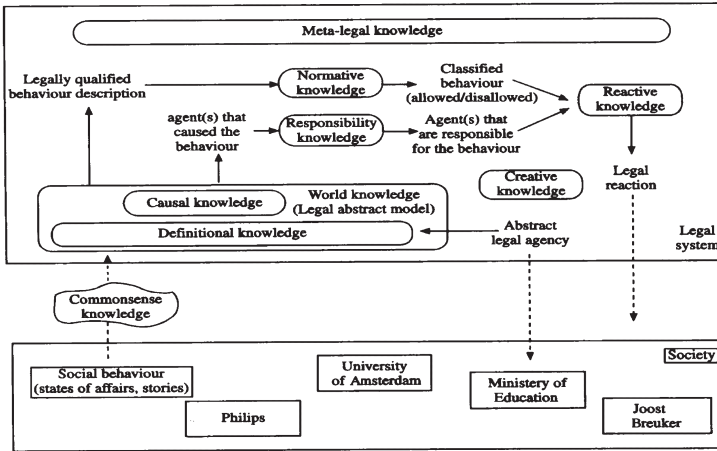 Meta-legal knowledge
Legally qualified
behaviour description
Normative
knowledge
Classified
behaviour
(allowed/disallowed)
Reactive
knowledge
agent(s) that
caused the
behaviour
Responsibility
knowledge
Agent(s) that
are responsible
for the behaviour
Causal knowledge
World knowledge
(Legal abstract model)
Definitional knowledge
Creative
knowledge
Legal
reaction
Abstract
legal agency
Legal
system
Commonsense
knowledge
Society
Social behaviour
(states of affairs, stories)
Philips
University
of Amsterdam
Ministery of
Education
Joost
Breuker